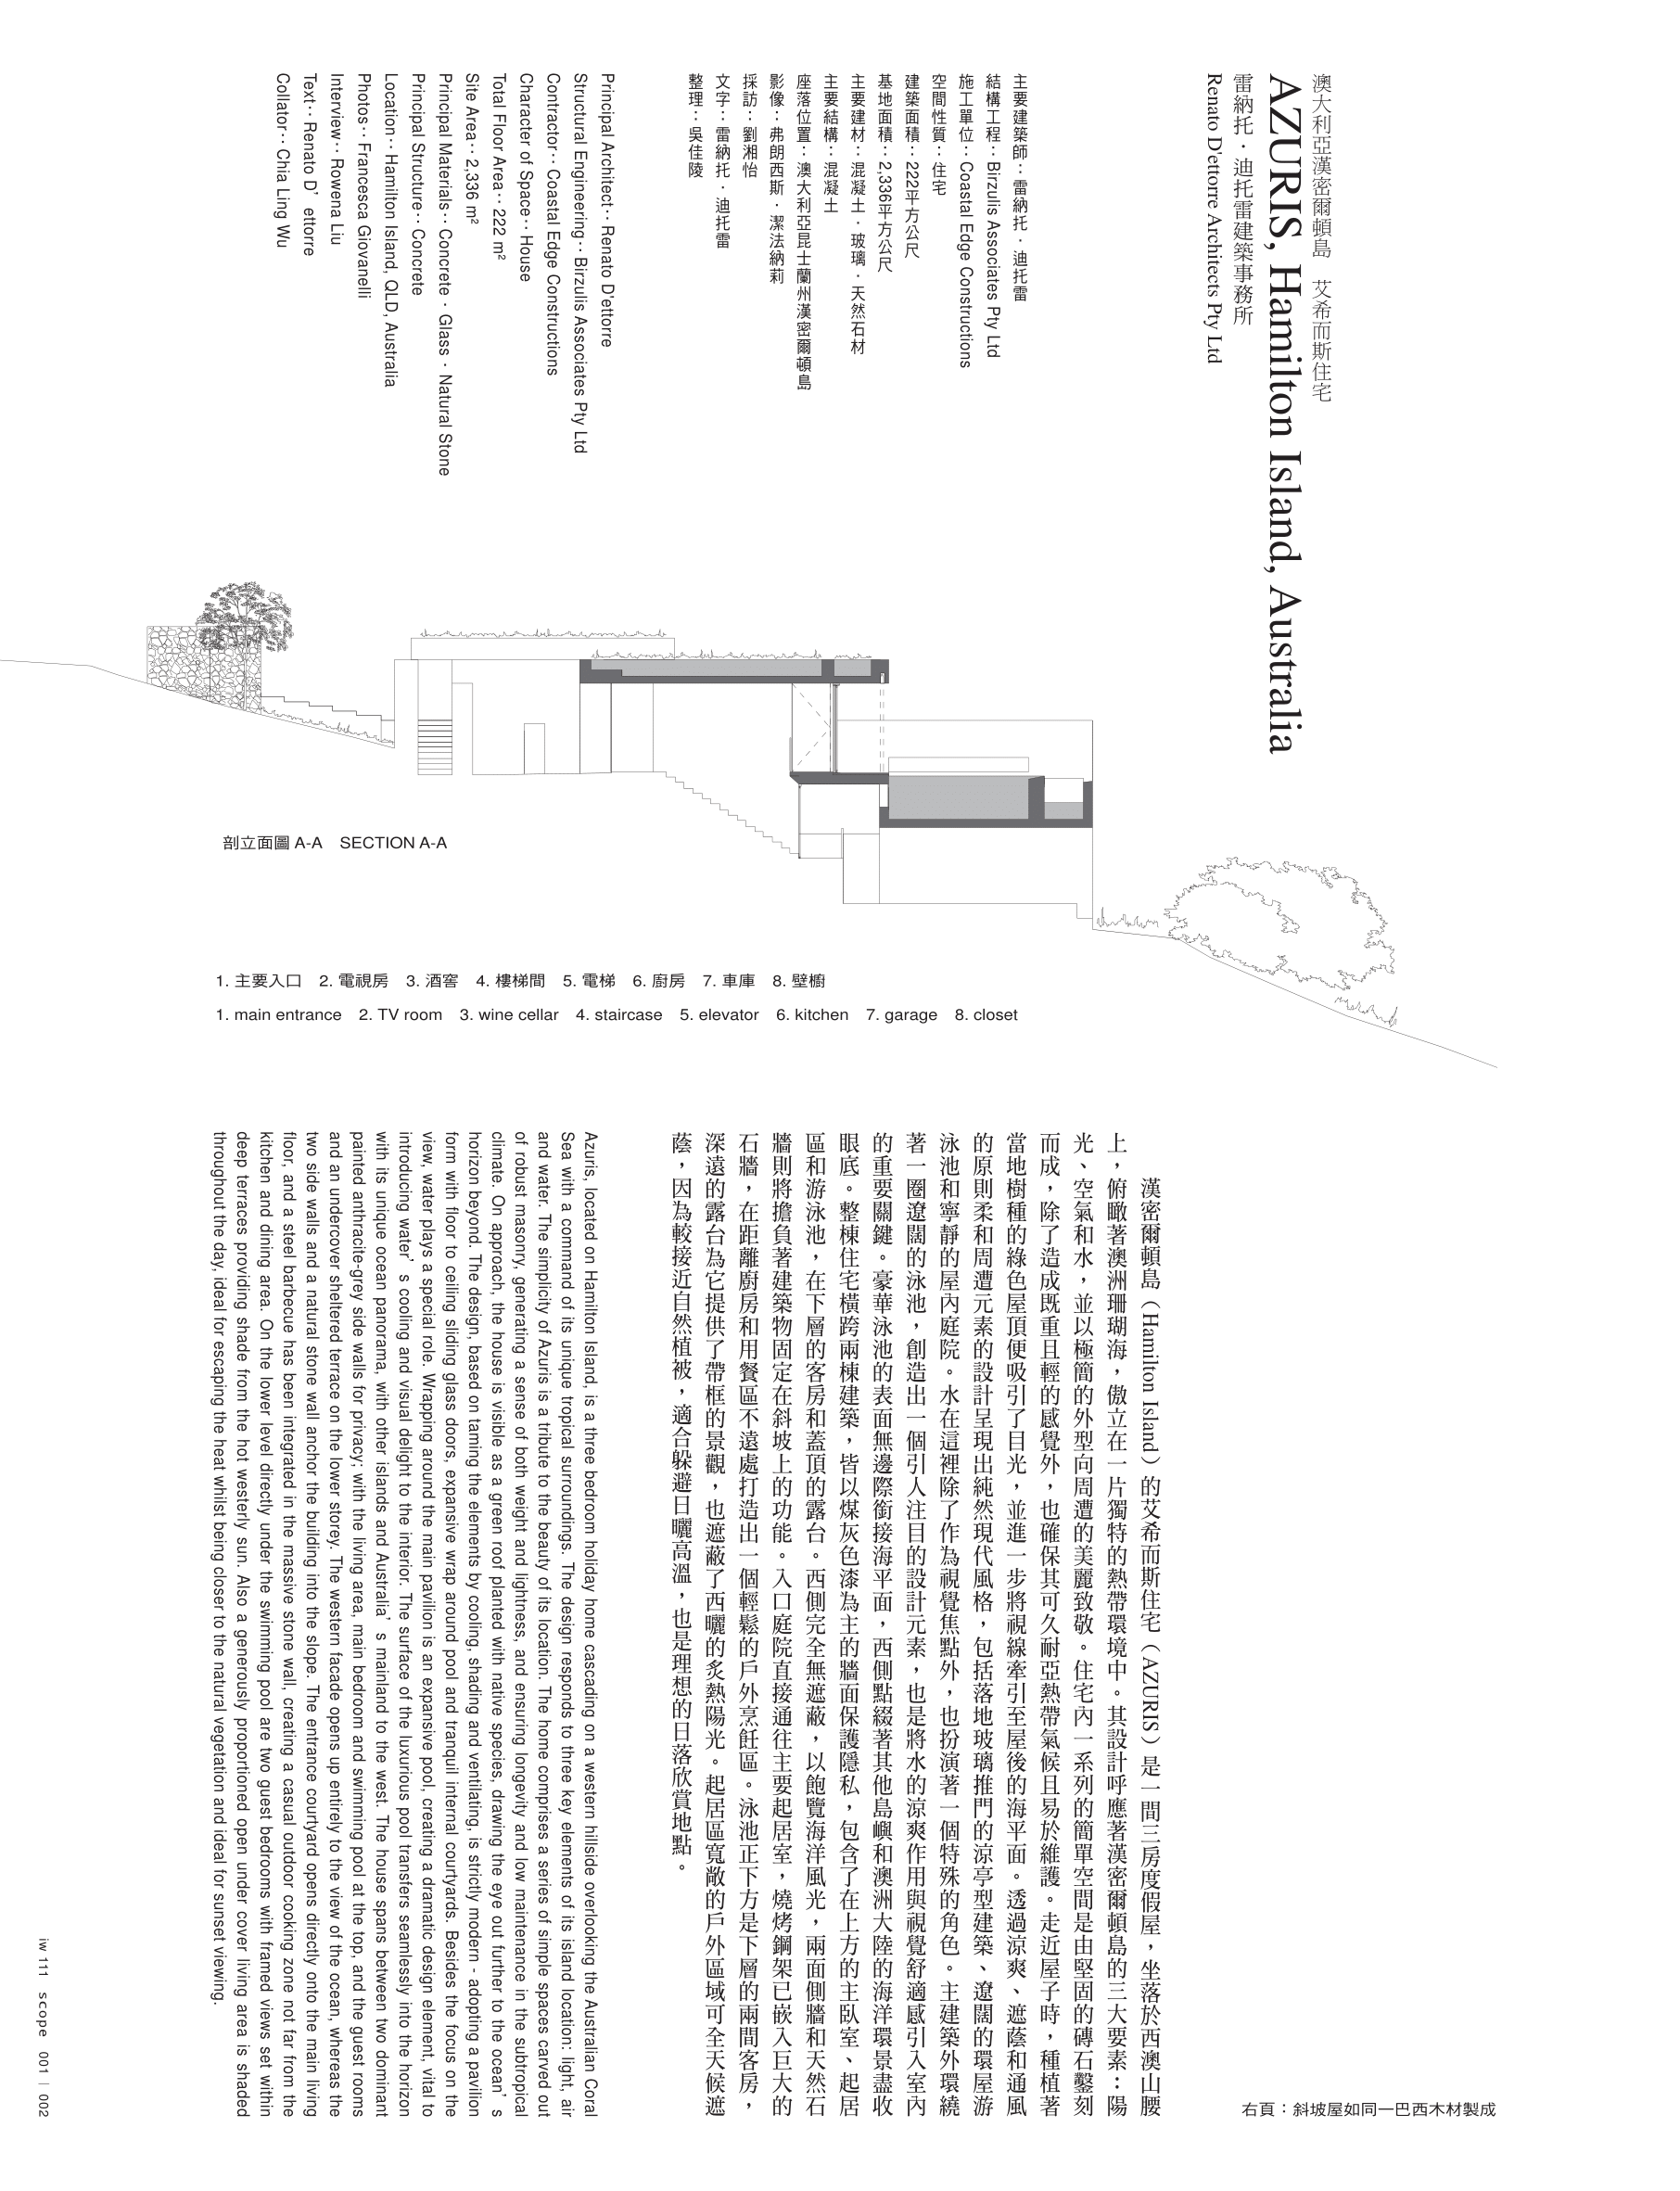 澳大利亞漢密爾頓島　艾希而斯住宅
AZURIS, Hamilton Island, Australia
雷納托．迪托雷建築事務所
Renato D'ettorre Architects Pty Ltd
主要建築師：雷納托．迪托雷
結構工程：Birzulis Associates Pty Ltd
施工單位：Coastal Edge Constructions
空間性質：住宅
建築面積：222平方公尺
基地面積：2,336平方公尺
主要建材：混凝土．玻璃．天然石材
主要結構：混凝土
座落位置：澳大利亞昆士蘭州漢密爾頓島
影像：弗朗西斯．潔法納莉
採訪：劉湘怡
文字：雷納托．迪托雷
整理：吳佳陵
Principal Architect：Renato D'ettorre
Structural Engineering：Birzulis Associates Pty Ltd
Contractor：Coastal Edge Constructions
Character of Space：House
Total Floor Area：222 m²
Site Area：2,336 m²
Principal Materials：Concrete．Glass．Natural Stone
Principal Structure：Concrete
Location：Hamilton Island, QLD, Australia
Photos：Francesca Giovanelli
Interview：Rowena Liu
Text：Renato D’ettorre
Collator：Chia Ling Wu
剖立面圖 A-A　SECTION A-A
1. 主要入口　2. 電視房　3. 酒窖　4. 樓梯間　5. 電梯　6. 廚房　7. 車庫　8. 壁櫥
1. main entrance　2. TV room　3. wine cellar　4. staircase　5. elevator　6. kitchen　7. garage　8. closet
漢密爾頓島（Hamilton Island）的艾希而斯住宅（AZURIS）是一間三房度假屋，坐落於西澳山腰
上，俯瞰著澳洲珊瑚海，傲立在一片獨特的熱帶環境中。其設計呼應著漢密爾頓島的三大要素：陽
光、空氣和水，並以極簡的外型向周遭的美麗致敬。住宅內一系列的簡單空間是由堅固的磚石鑿刻
而成，除了造成既重且輕的感覺外，也確保其可久耐亞熱帶氣候且易於維護。走近屋子時，種植著
當地樹種的綠色屋頂便吸引了目光，並進一步將視線牽引至屋後的海平面。透過涼爽、遮蔭和通風
的原則柔和周遭元素的設計呈現出純然現代風格，包括落地玻璃推門的涼亭型建築、遼闊的環屋游
泳池和寧靜的屋內庭院。水在這裡除了作為視覺焦點外，也扮演著一個特殊的角色。主建築外環繞
著一圈遼闊的泳池，創造出一個引人注目的設計元素，也是將水的涼爽作用與視覺舒適感引入室內
的重要關鍵。豪華泳池的表面無邊際銜接海平面，西側點綴著其他島嶼和澳洲大陸的海洋環景盡收
眼底。整棟住宅橫跨兩棟建築，皆以煤灰色漆為主的牆面保護隱私，包含了在上方的主臥室、起居
區和游泳池，在下層的客房和蓋頂的露台。西側完全無遮蔽，以飽覽海洋風光，兩面側牆和天然石
牆則將擔負著建築物固定在斜坡上的功能。入口庭院直接通往主要起居室，燒烤鋼架已嵌入巨大的
石牆，在距離廚房和用餐區不遠處打造出一個輕鬆的戶外烹飪區。泳池正下方是下層的兩間客房，
深遠的露台為它提供了帶框的景觀，也遮蔽了西曬的炙熱陽光。起居區寬敞的戶外區域可全天候遮
蔭，因為較接近自然植被，適合躲避日曬高溫，也是理想的日落欣賞地點。
Azuris, located on Hamilton Island, is a three bedroom holiday home cascading on a western hillside overlooking the Australian Coral
Sea with a command of its unique tropical surroundings. The design responds to three key elements of its island location: light, air
and water. The simplicity of Azuris is a tribute to the beauty of its location. The home comprises a series of simple spaces carved out
of robust masonry, generating a sense of both weight and lightness, and ensuring longevity and low maintenance in the subtropical
climate. On approach, the house is visible as a green roof planted with native species, drawing the eye out further to the ocean’s
horizon beyond. The design, based on taming the elements by cooling, shading and ventilating, is strictly modern - adopting a pavilion
form with floor to ceiling sliding glass doors, expansive wrap around pool and tranquil internal courtyards. Besides the focus on the
view, water plays a special role. Wrapping around the main pavilion is an expansive pool, creating a dramatic design element, vital to
introducing water’s cooling and visual delight to the interior. The surface of the luxurious pool transfers seamlessly into the horizon
with its unique ocean panorama, with other islands and Australia’s mainland to the west. The house spans between two dominant
painted anthracite-grey side walls for privacy; with the living area, main bedroom and swimming pool at the top, and the guest rooms
and an undercover sheltered terrace on the lower storey. The western facade opens up entirely to the view of the ocean, whereas the
two side walls and a natural stone wall anchor the building into the slope. The entrance courtyard opens directly onto the main living
floor, and a steel barbecue has been integrated in the massive stone wall, creating a casual outdoor cooking zone not far from the
kitchen and dining area. On the lower level directly under the swimming pool are two guest bedrooms with framed views set within
deep terraces providing shade from the hot westerly sun. Also a generously proportioned open under cover living area is shaded
throughout the day, ideal for escaping the heat whilst being closer to the natural vegetation and ideal for sunset viewing.
右頁：斜坡屋如同一巴西木材製成
iw 111　scope　001｜002